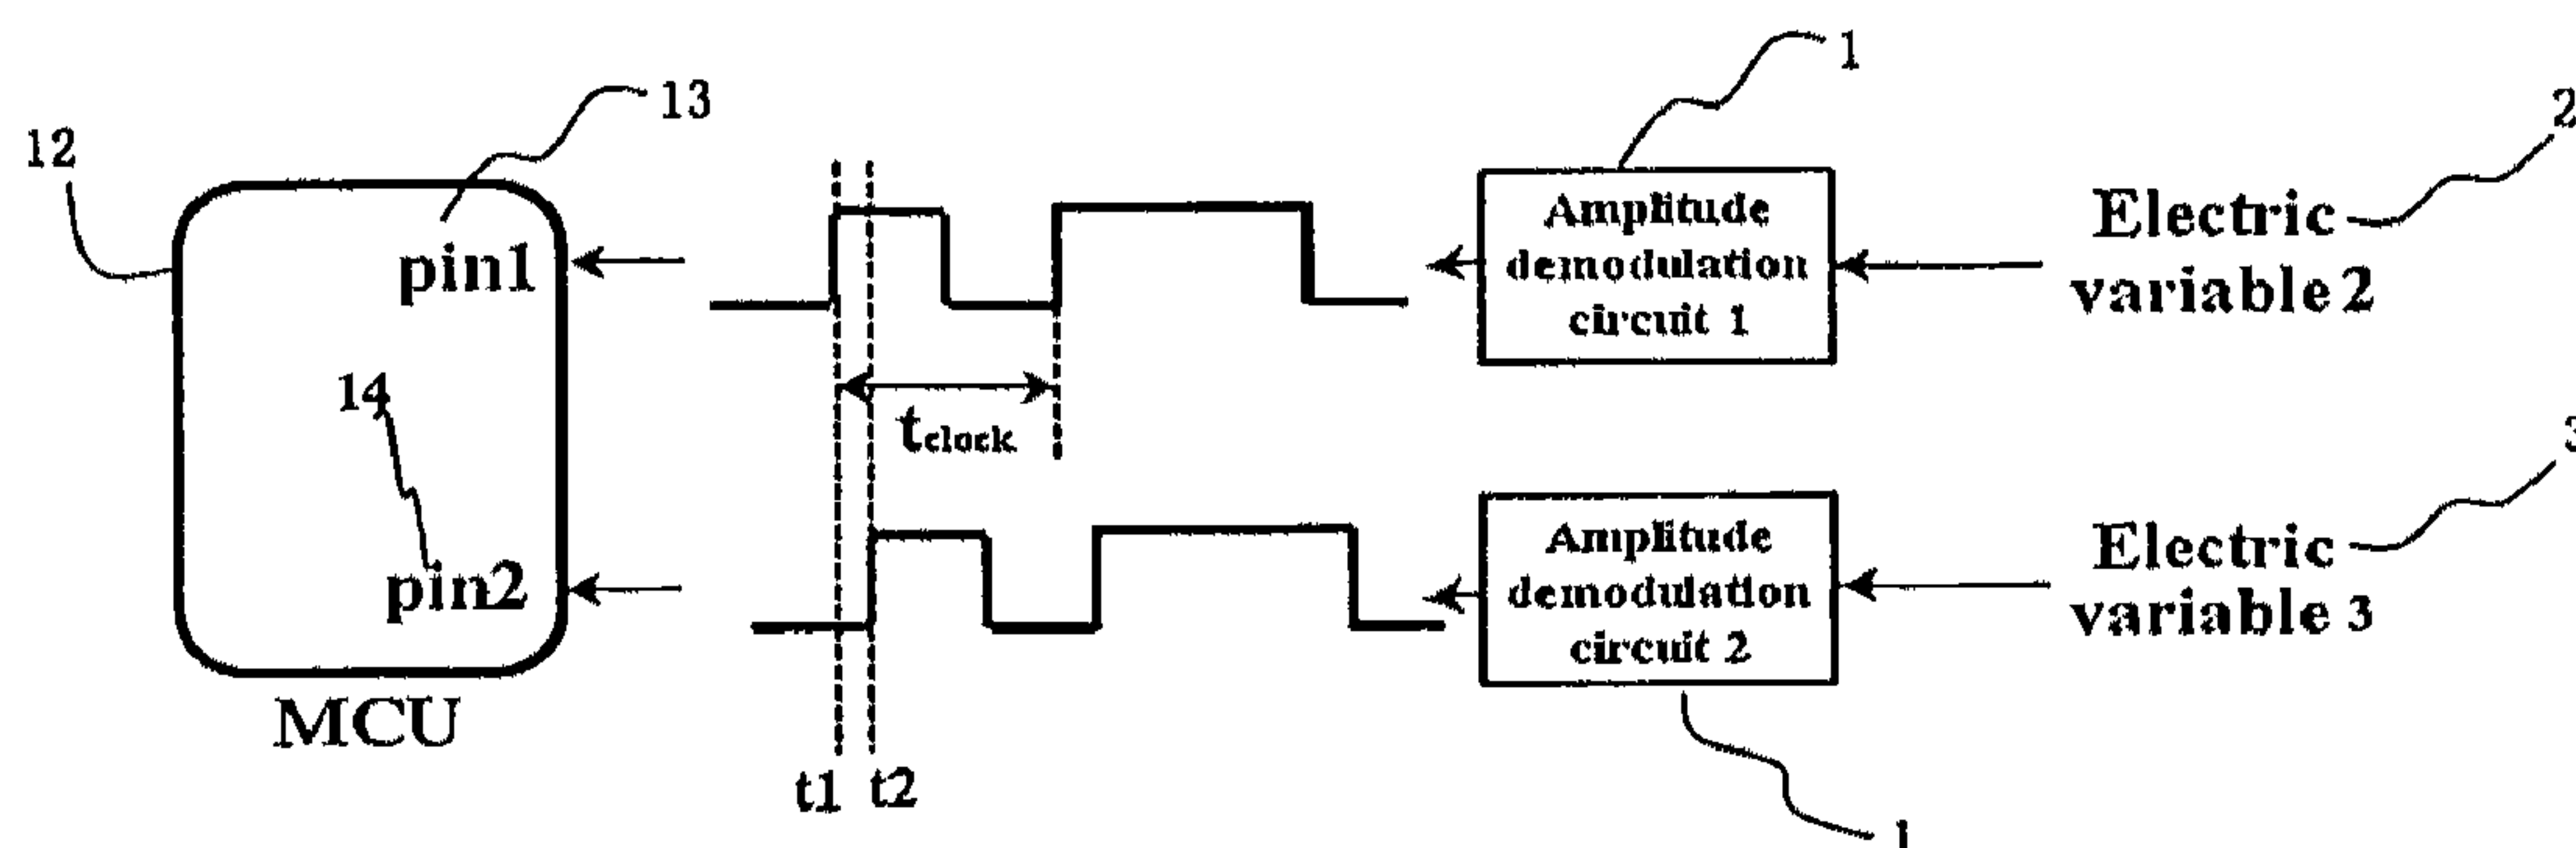 1
13
2
12
Amplitude
demodulation
circuit 1
Electric
variable 2
pin1
14
tclock
3
Amplitude
demodulation
circuit 2
Electric
variable 3
pin2
MCU
t1
t2
1